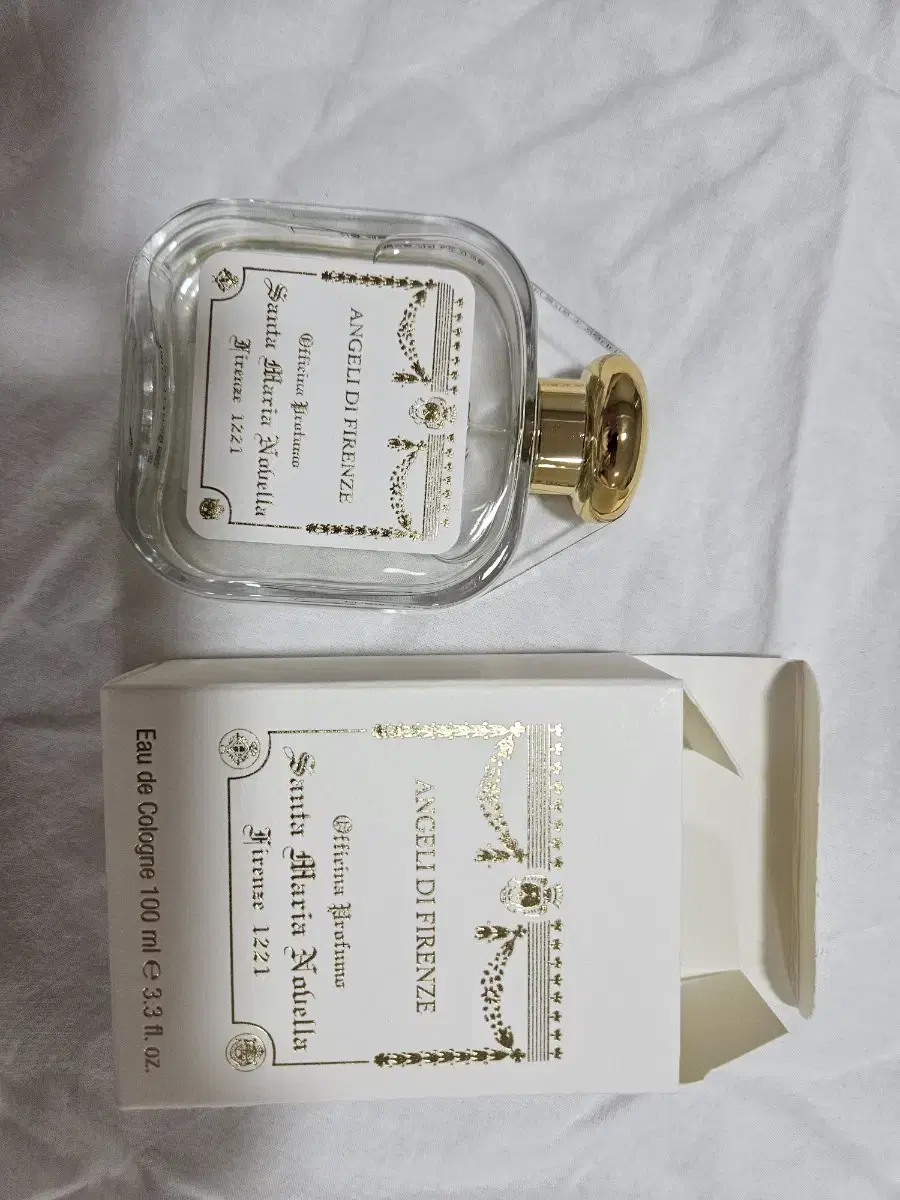 ANGELI DI FIRENZE
Officina Profumo
Santa Maria Novella
Firenze 1221
ANGELI DI FIRENZE
Officina Profumo
Santa Maria Novella
Firenze 1221
Eau de Cologne 100 ml ℮ 3.3 fl. oz.